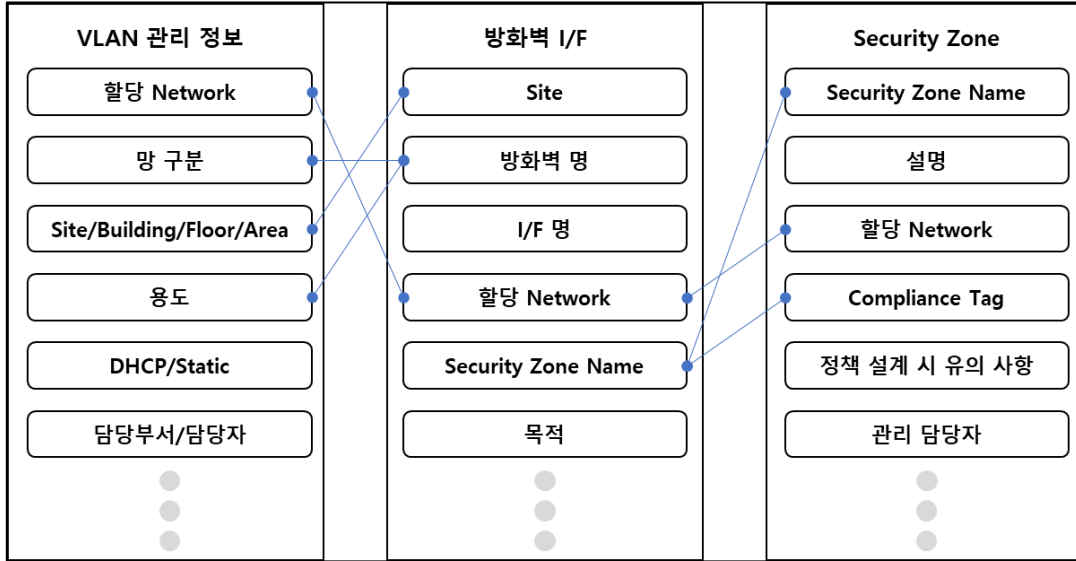 VLAN 관리 정보
할당 Network
망 구분
Site/Building/Floor/Area
용도
DHCP/Static
담당부서/담당자
방화벽 I/F
Site
방화벽 명
I/F 명
할당 Network
Security Zone Name
목적
Security Zone
Security Zone Name
설명
할당 Network
Compliance Tag
정책 설계 시 유의 사항
관리 담당자